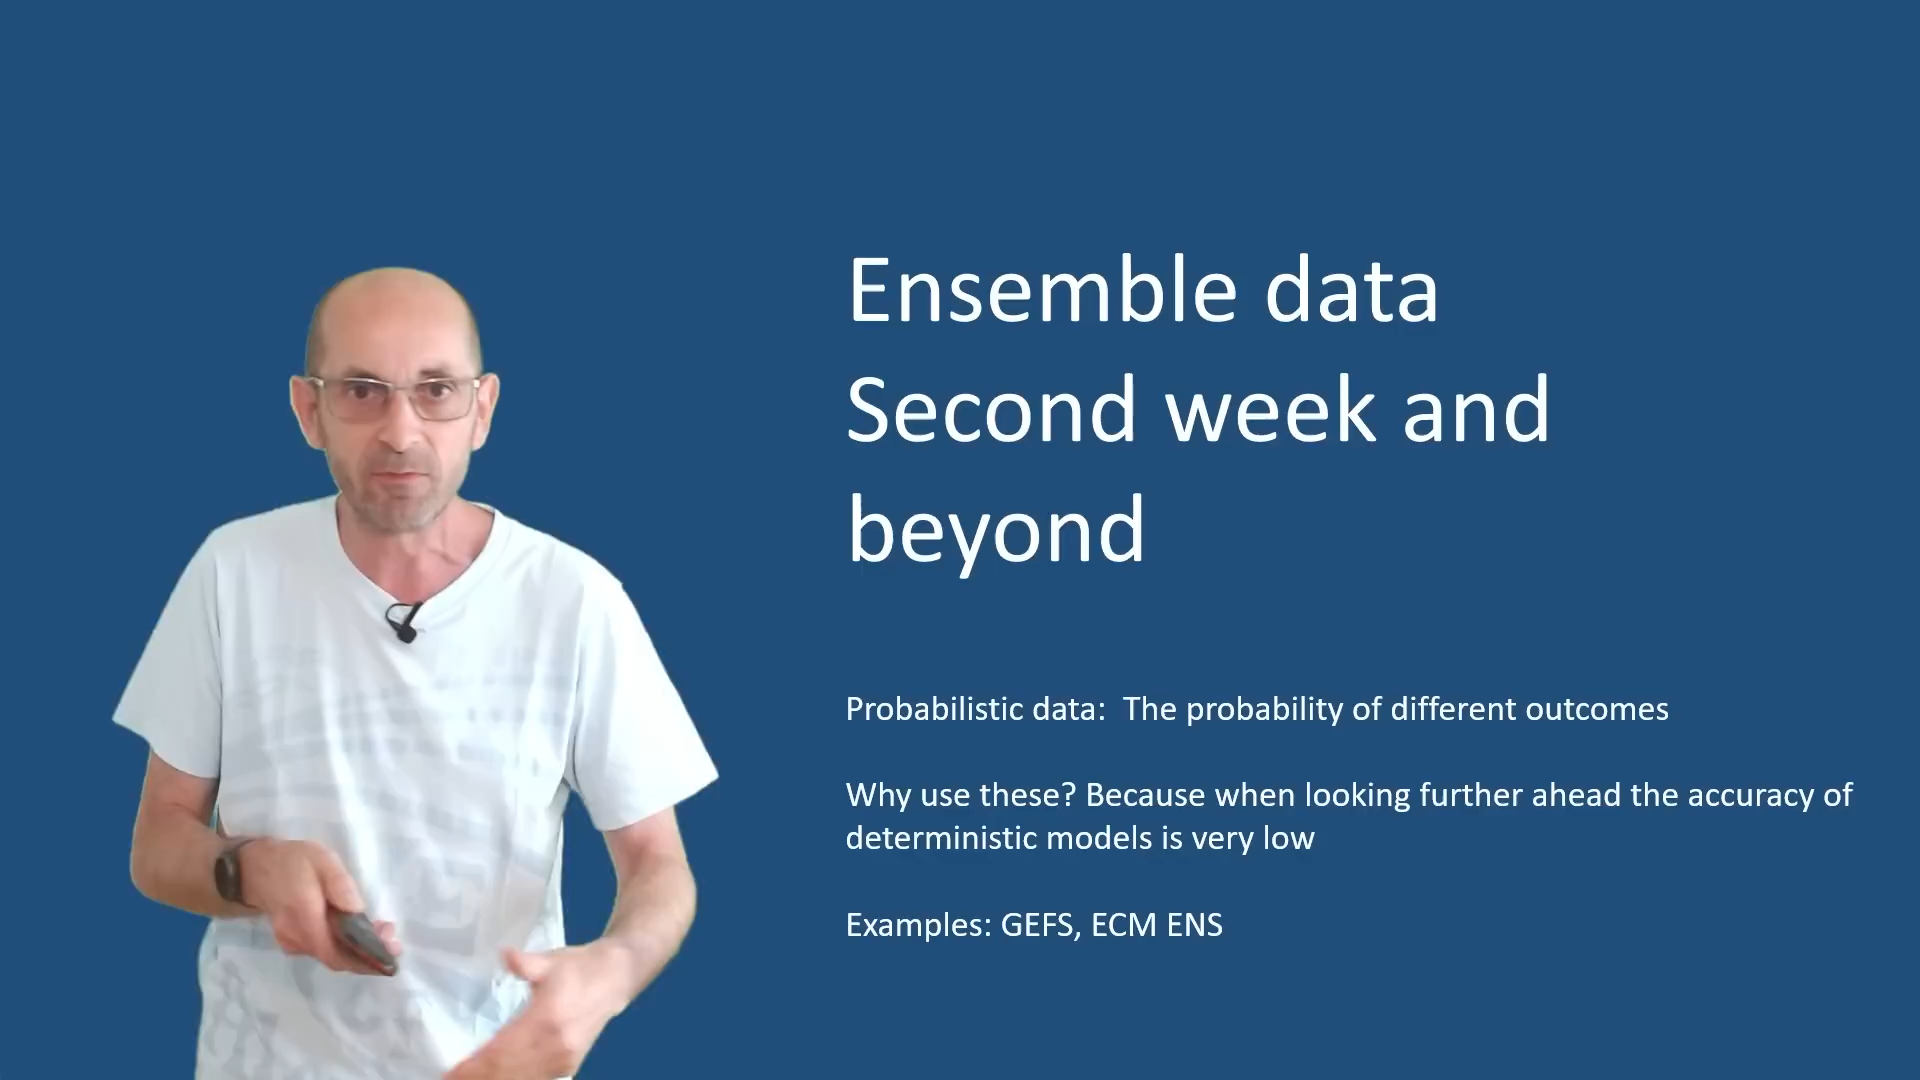 Ensemble data
Second week and
beyond
Probabilistic data:  The probability of different outcomes
Why use these? Because when looking further ahead the accuracy of
deterministic models is very low
Examples: GEFS, ECM ENS